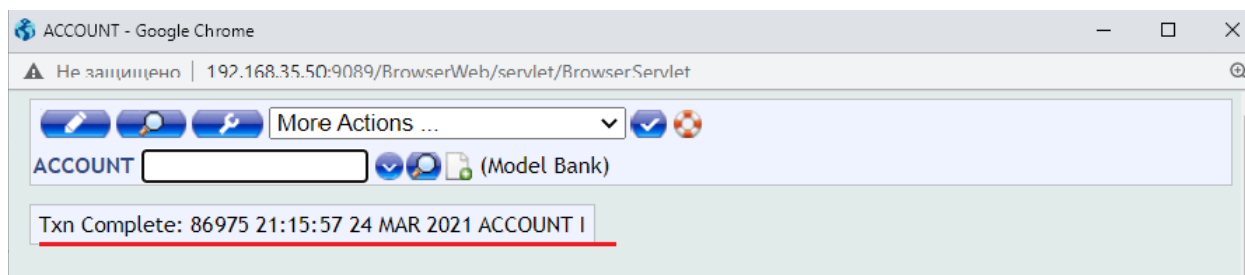 ACCOUNT - Google Chrome
Не защищено | 192.168.35.50:9089/BrowserWeb/servlet/BrowserServlet
More Actions ...
ACCOUNT (Model Bank)
Txn Complete: 86975 21:15:57 24 MAR 2021 ACCOUNT I